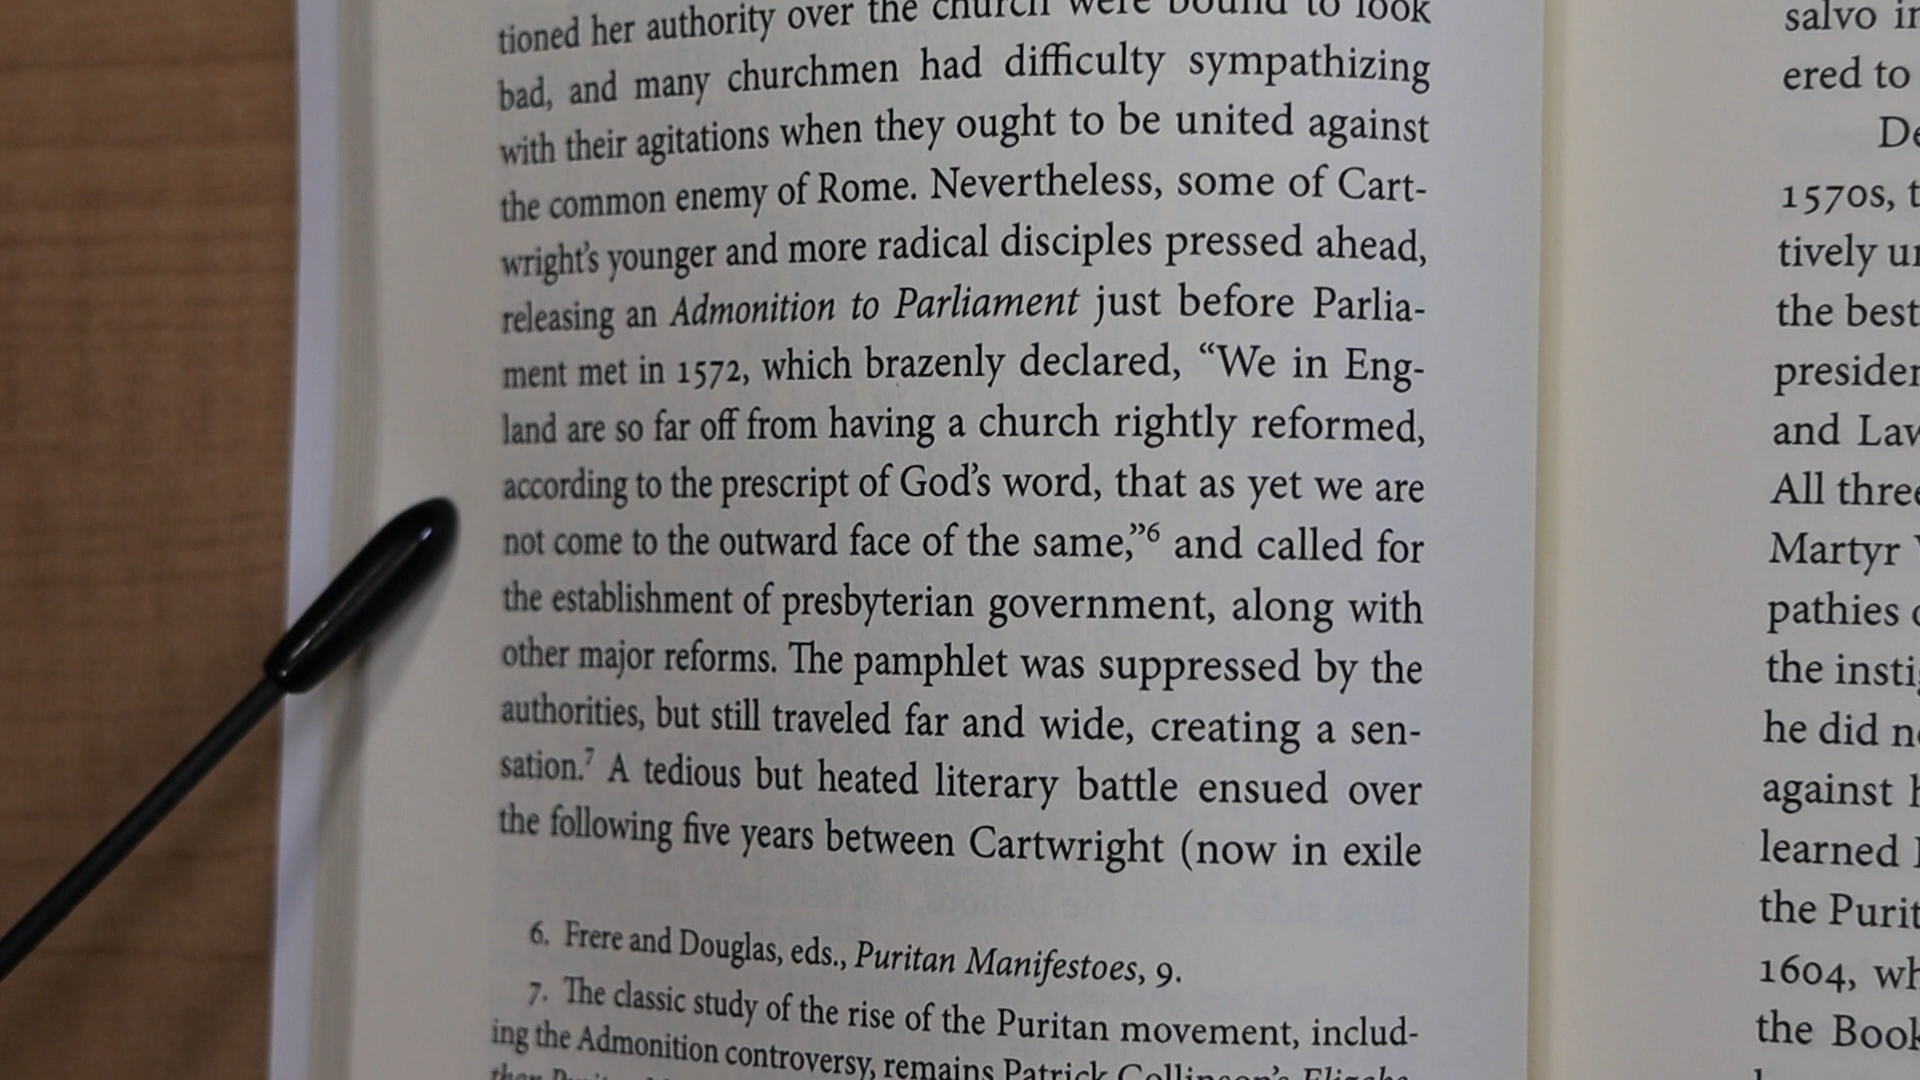 tioned her authority over the church were bound to look
bad, and many churchmen had difficulty sympathizing
with their agitations when they ought to be united against
the common enemy of Rome. Nevertheless, some of Cart-
wright's younger and more radical disciples pressed ahead,
releasing an Admonition to Parliament just before Parlia-
ment met in 1572, which brazenly declared, “We in Eng-
land are so far off from having a church rightly reformed,
according to the prescript of God's word, that as yet we are
not come to the outward face of the same,”6 and called for
the establishment of presbyterian government, along with
other major reforms. The pamphlet was suppressed by the
authorities, but still traveled far and wide, creating a sen-
sation.7 A tedious but heated literary battle ensued over
the following five years between Cartwright (now in exile
6. Frere and Douglas, eds., Puritan Manifestoes, 9.
7. The classic study of the rise of the Puritan movement, includ-
ing the Admonition controversy, remains Patrick Collinson's
salvo
ered to
1570s,
tively
the best
and
All
Martyr
pathies
the
he did
against
learned
the
1604,
the